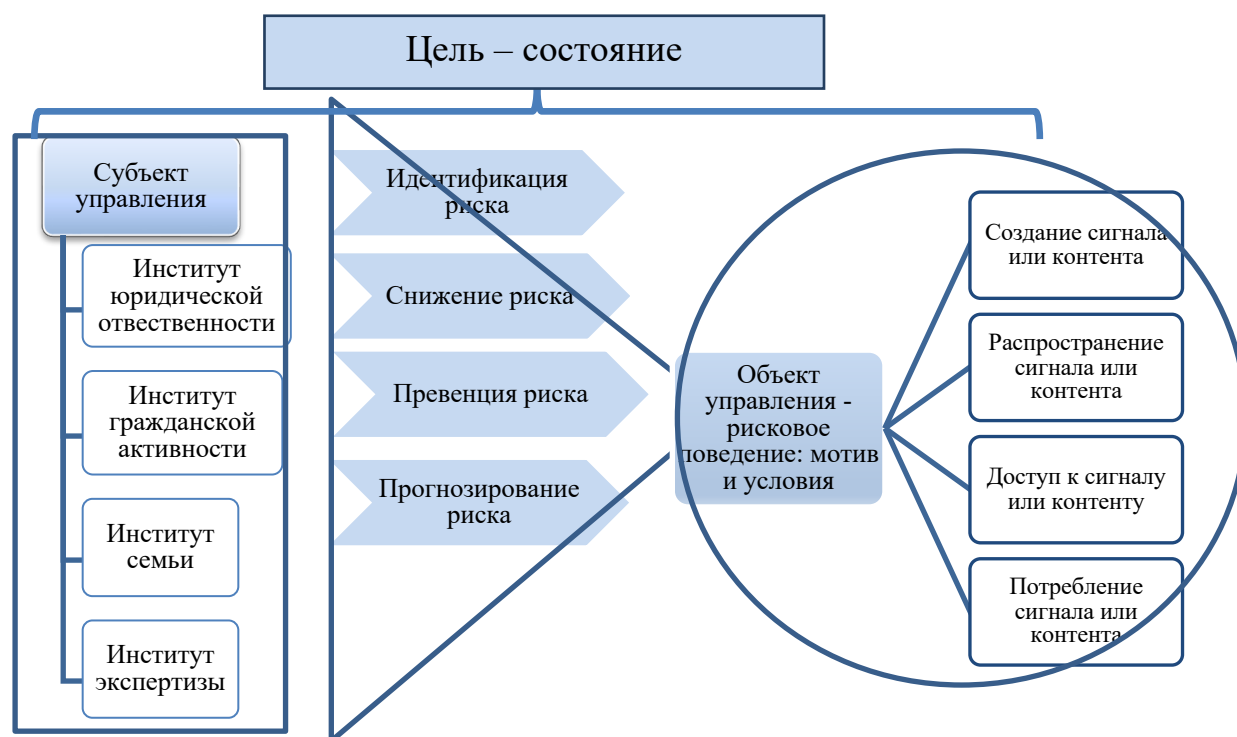 Цель – состояние
Субъект
управления
Институт
юридической
отвественности
Институт
гражданской
активности
Институт
семьи
Институт
экспертизы
Идентификация
риска
Снижение риска
Превенция риска
Прогнозирование
риска
Объект
управления -
рисковое
поведение: мотив
и условия
Создание сигнала
или контента
Распространение
сигнала или
контента
Доступ к сигналу
или контенту
Потребление
сигнала или
контента